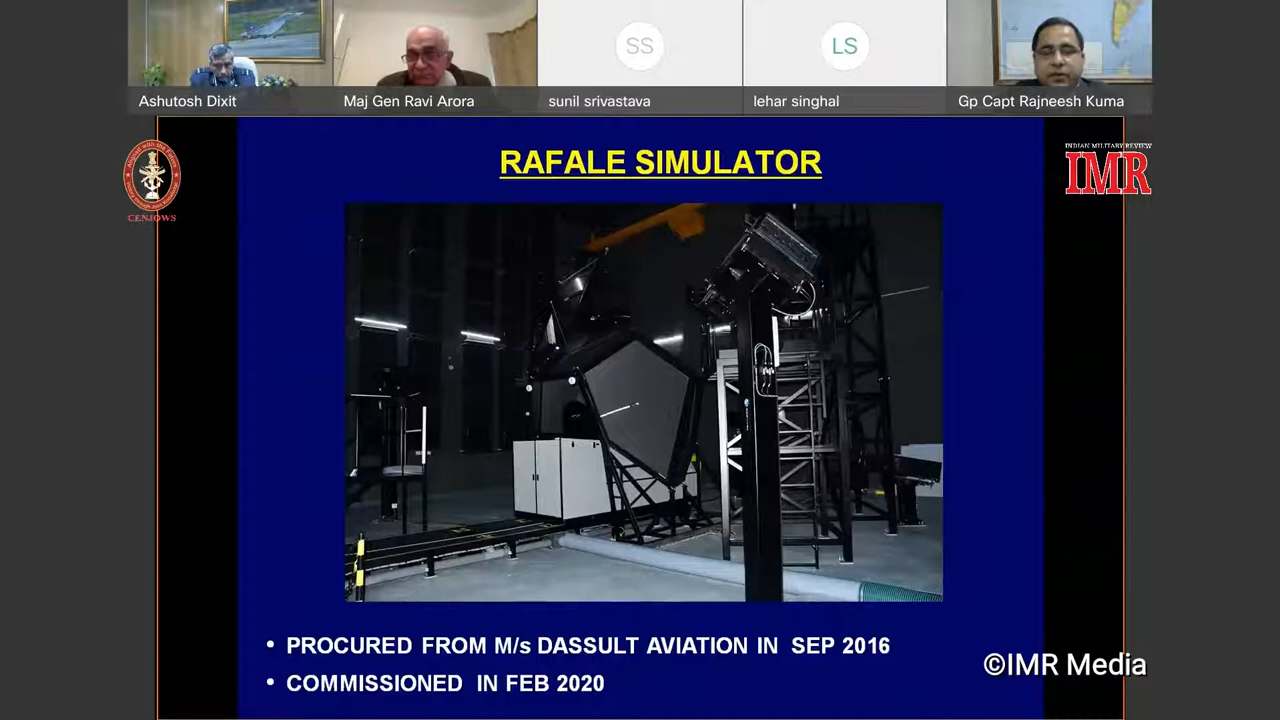 SS
LS
Ashutosh Dixit
Maj Gen Ravi Arora
sunil srivastava
lehar singhal
Gp Capt Rajneesh Kuma
RAFALE SIMULATOR
INDIAN MILITARY REVIEW
IMR
CENJOWS
• PROCURED FROM M/s DASSULT AVIATION IN SEP 2016
• COMMISSIONED IN FEB 2020
©IMR Media